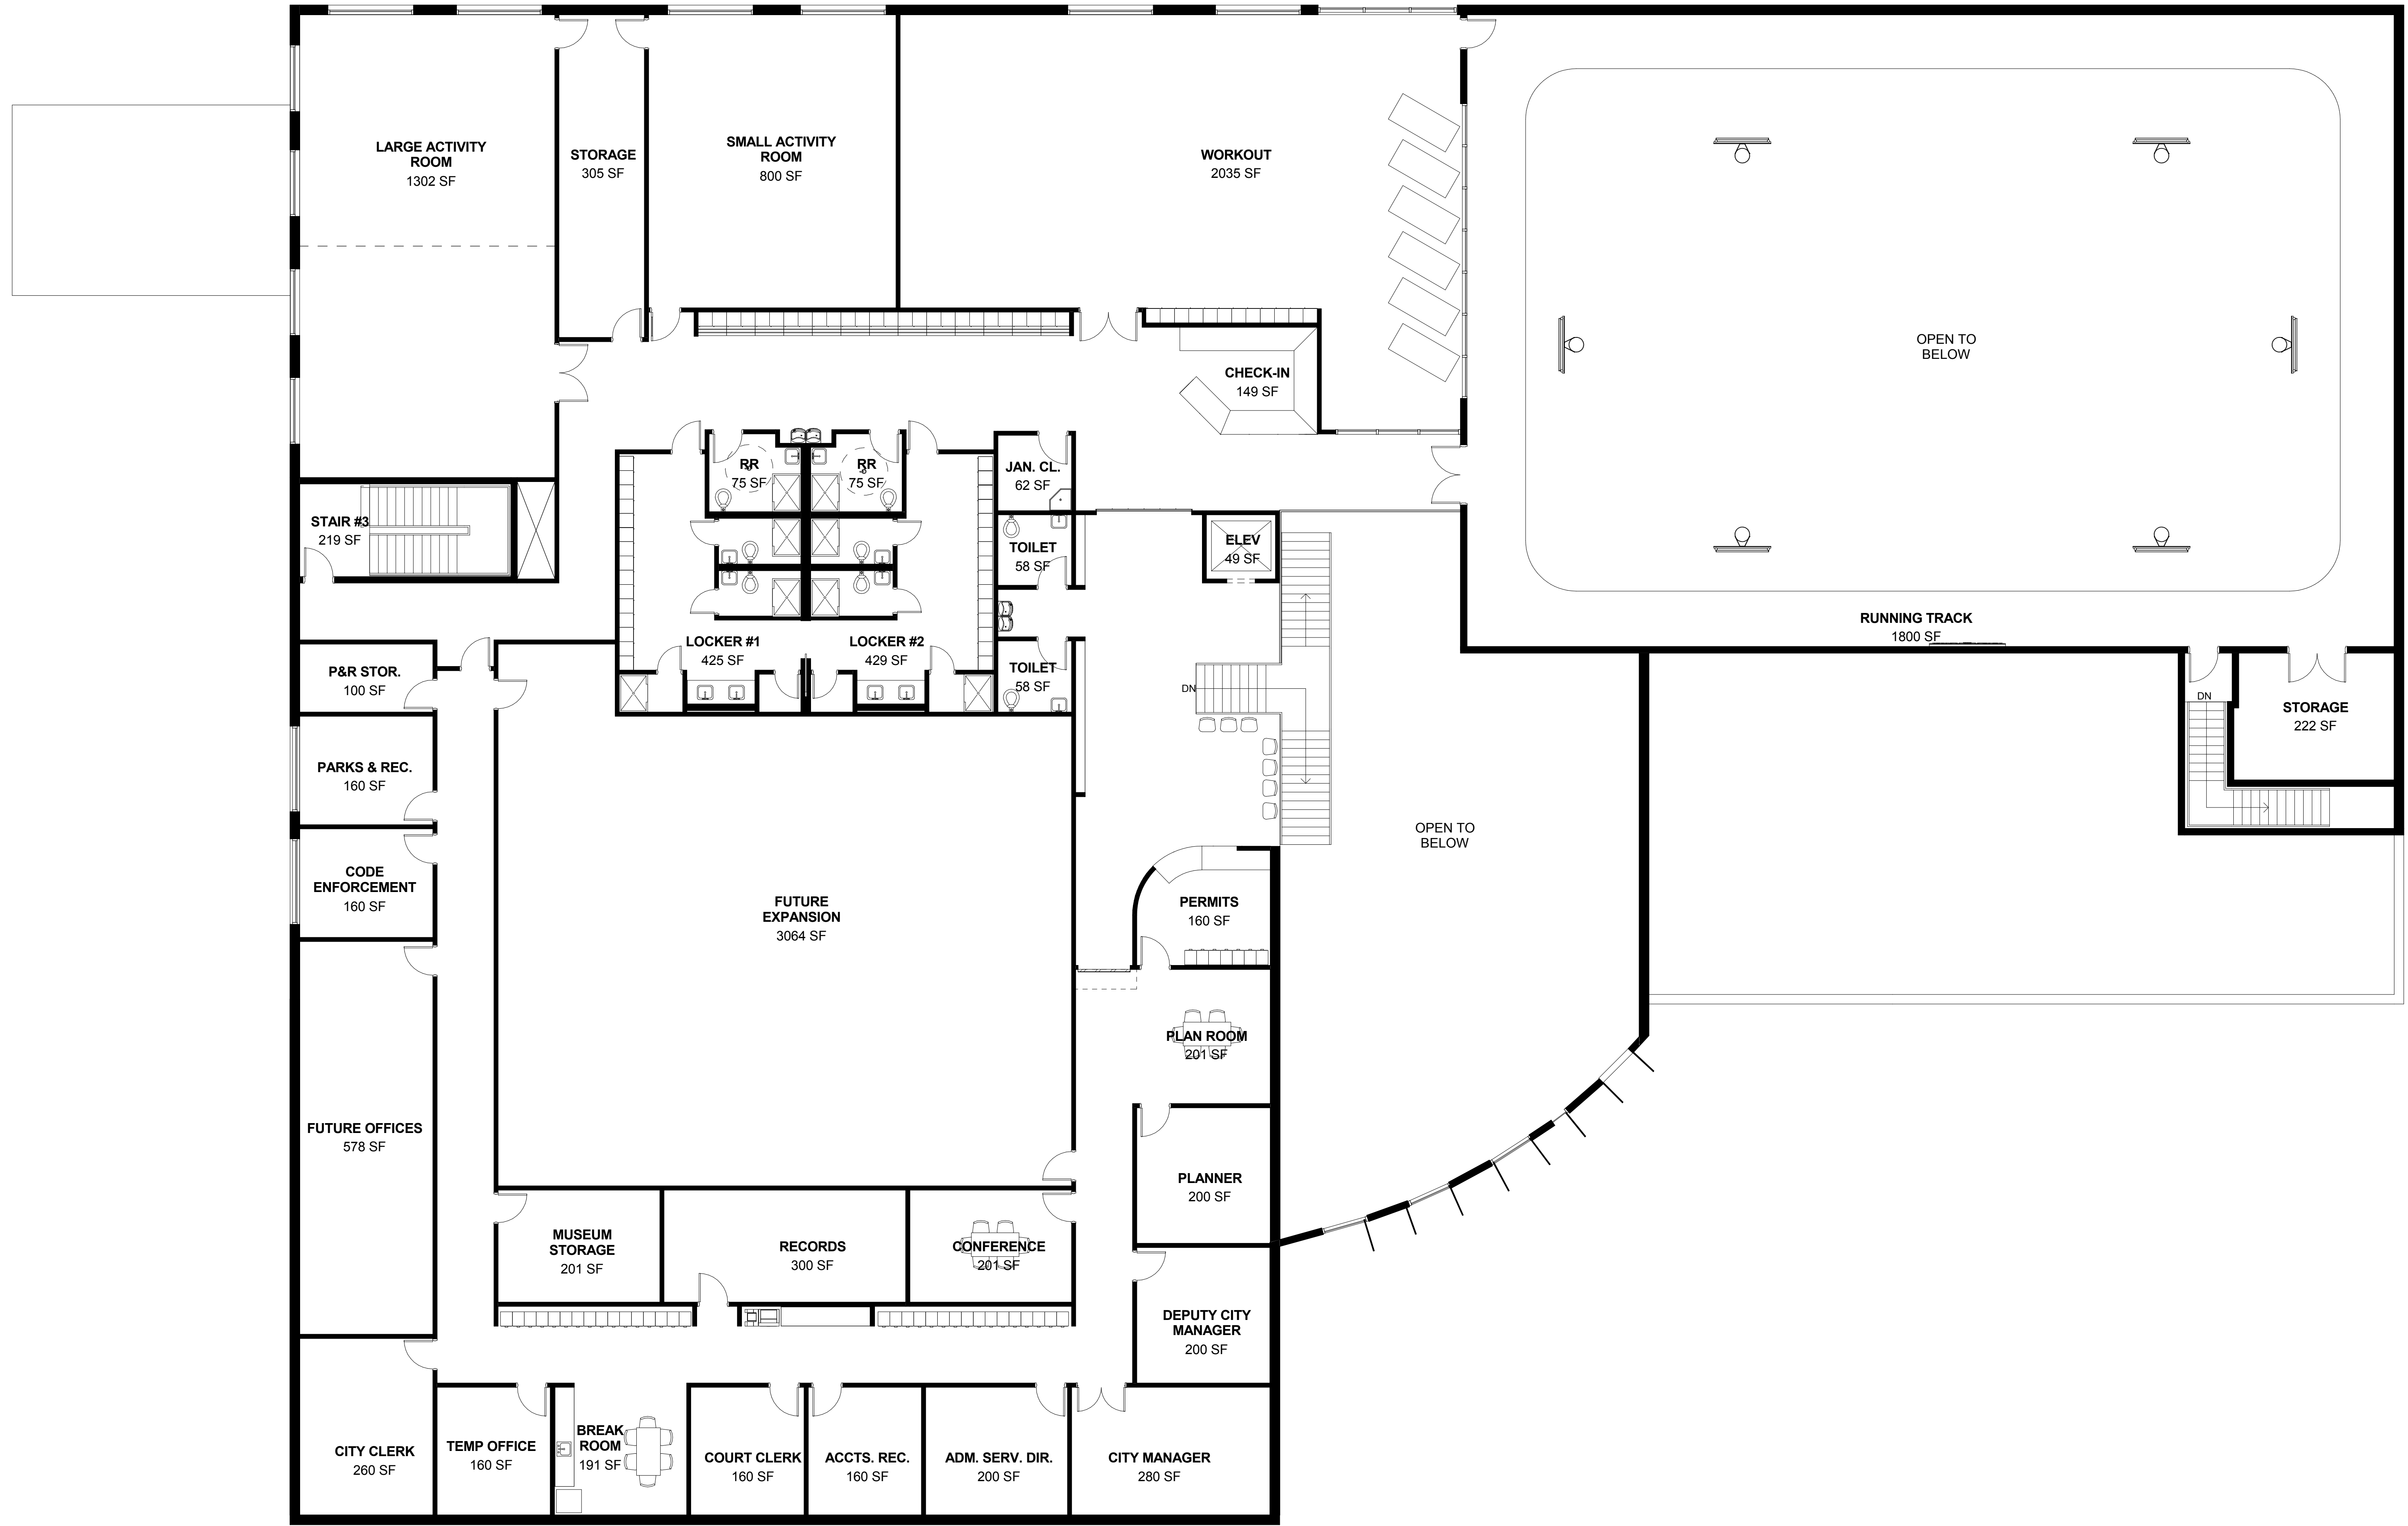 LARGE ACTIVITY
ROOM
1302 SF
STORAGE
305 SF
SMALL ACTIVITY
ROOM
800 SF
WORKOUT
2035 SF
OPEN TO
BELOW
CHECK-IN
149 SF
RR
75 SF
RR
75 SF
JAN. CL.
62 SF
STAIR #3
219 SF
TOILET
58 SF
ELEV
49 SF
RUNNING TRACK
1800 SF
LOCKER #1
425 SF
LOCKER #2
429 SF
TOILET
58 SF
P&R STOR.
100 SF
DN
DN
STORAGE
222 SF
PARKS & REC.
160 SF
OPEN TO
BELOW
CODE
ENFORCEMENT
160 SF
FUTURE
EXPANSION
3064 SF
PERMITS
160 SF
PLAN ROOM
201 SF
FUTURE OFFICES
578 SF
PLANNER
200 SF
MUSEUM
STORAGE
201 SF
RECORDS
300 SF
CONFERENCE
201 SF
DEPUTY CITY
MANAGER
200 SF
CITY CLERK
260 SF
TEMP OFFICE
160 SF
BREAK
ROOM
191 SF
COURT CLERK
160 SF
ACCTS. REC.
160 SF
ADM. SERV. DIR.
200 SF
CITY MANAGER
280 SF